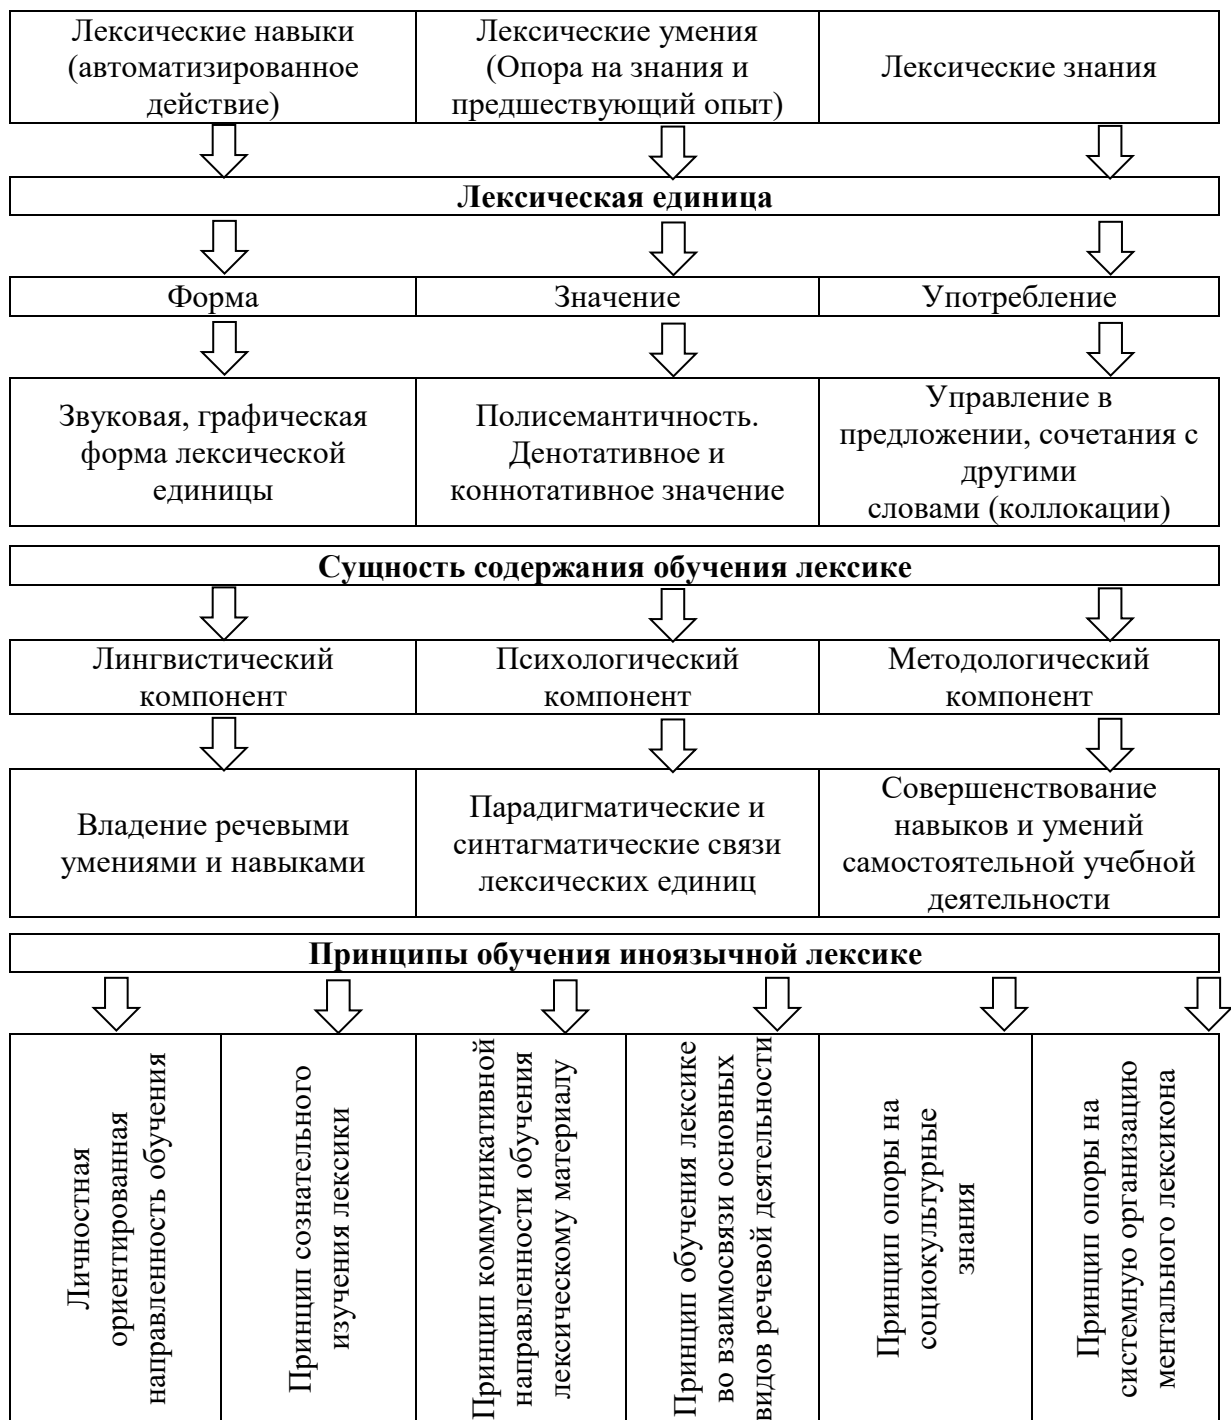 Лексические навыки
(автоматизированное
действие)
Лексические умения
(Опора на знания и
предшествующий опыт)
Лексические знания
Лексическая единица
Форма
Значение
Употребление
Звуковая, графическая
форма лексической
единицы
Полисемантичность.
Денотативное и
коннотативное значение
Управление в
предложении, сочетания с
другими
словами (коллокации)
Сущность содержания обучения лексике
Лингвистический
компонент
Психологический
компонент
Методологический
компонент
Владение речевыми
умениями и навыками
Парадигматические и
синтагматические связи
лексических единиц
Совершенствование
навыков и умений
самостоятельной учебной
деятельности
Принципы обучения иноязычной лексике
Личностная
ориентированная
направленность обучения
Принцип сознательного
изучения лексики
Принцип коммуникативной
направленности обучения
лексическому материалу
Принцип обучения лексике
во взаимосвязи основных
видов речевой деятельности
Принцип опоры на
социокультурные
знания
Принцип опоры на
системную организацию
ментального лексикона